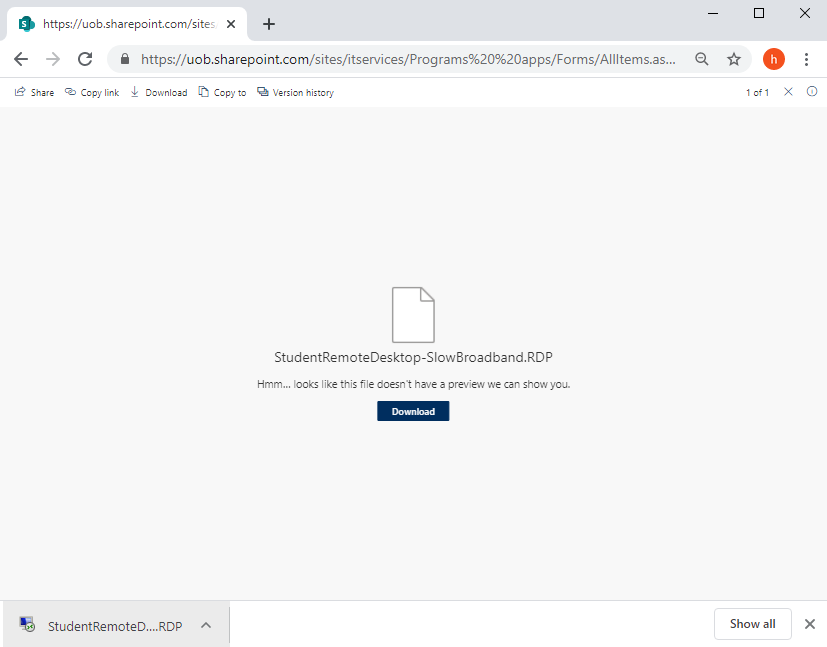 https://uob.sharepoint.com/sites
https://uob.sharepoint.com/sites/itservices/Programs%20%20apps/Forms/AllItems.as...
h
Share Copy link Download Copy to Version history 1 of 1
StudentRemoteDesktop-SlowBroadband.RDP
Hmm... looks like this file doesn't have a preview we can show you.
Download
StudentRemoteD....RDP Show all